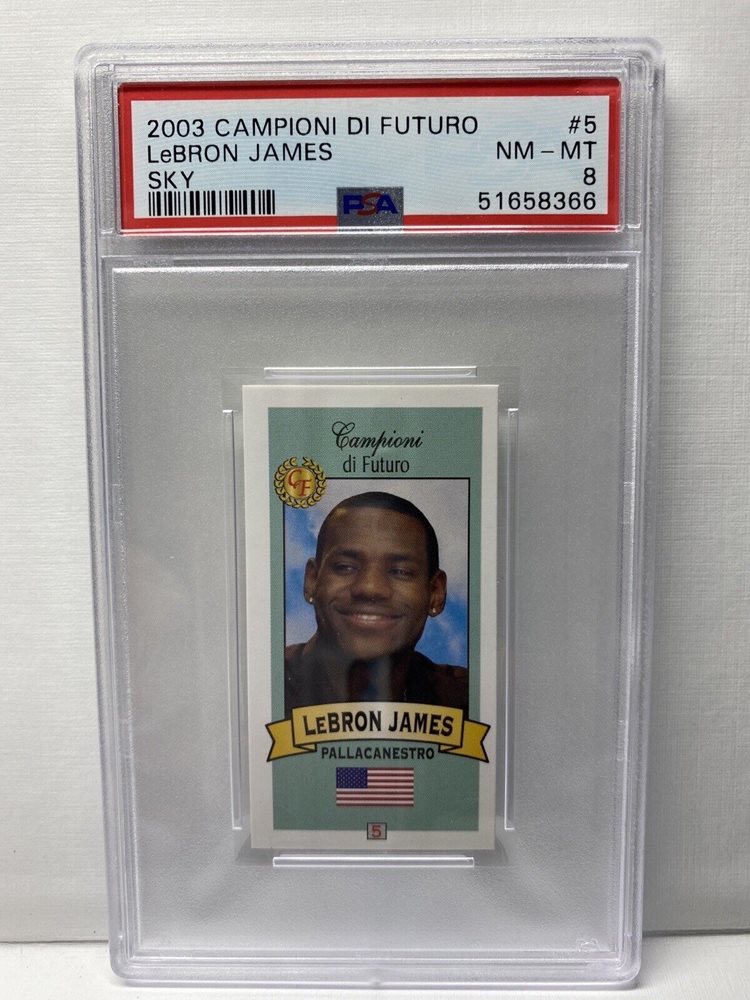 2003 CAMPIONI DI FUTURO #5
LeBRON JAMES NM - MT
SKY 8
PSA 51658366
Campioni
di Futuro
CF
LEBRON JAMES
PALLACANESTRO
5